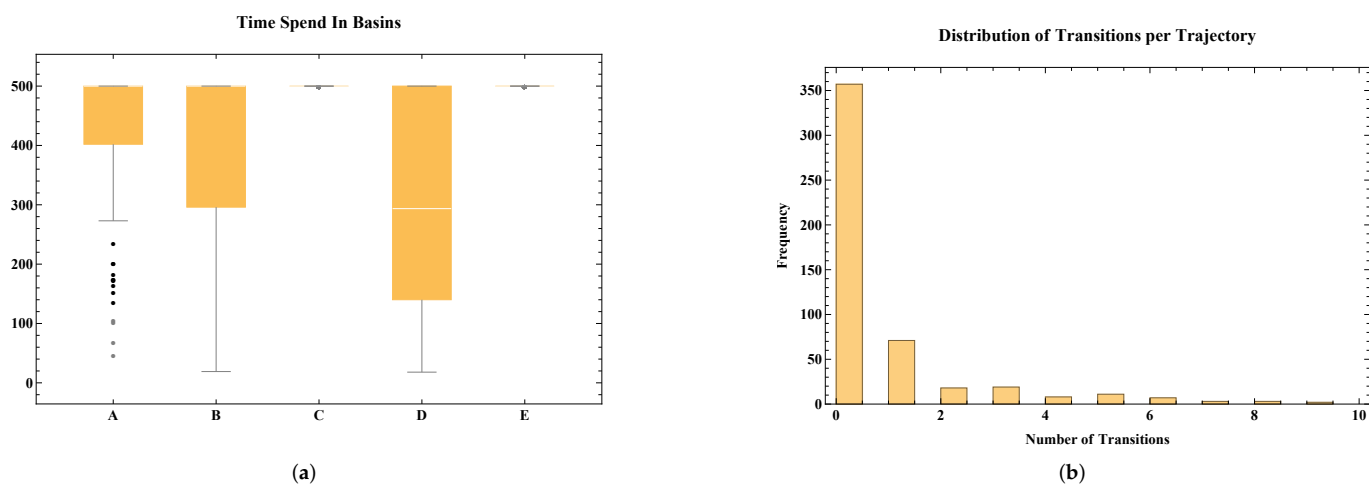 Time Spend In Basins
500
400
300
200
100
0
A B C D E
(a)
Distribution of Transitions per Trajectory
Frequency
350
300
250
200
150
100
50
0
0 2 4 6 8 10
Number of Transitions
(b)